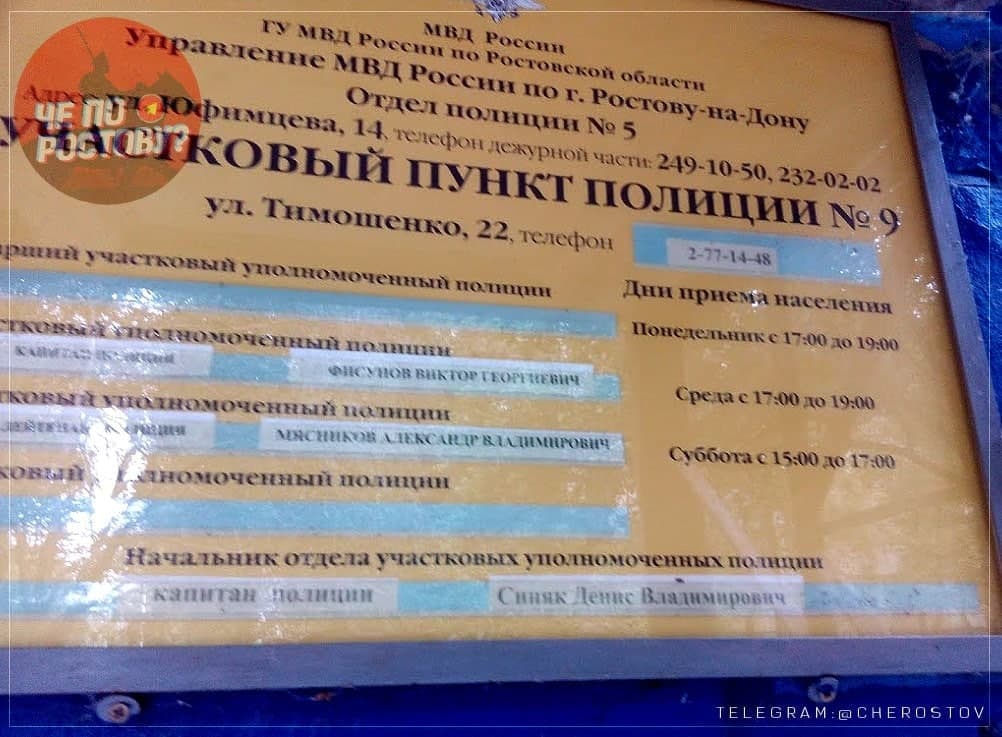 МВД России
ГУ МВД России по Ростовской области
Управление МВД России по г. Ростову-на-Дону
Отдел полиции № 5
Адрес: ул. Юфимцева, 14, телефон дежурной части: 249-10-50, 232-02-02
УЧАСТКОВЫЙ ПУНКТ ПОЛИЦИИ № 9
ул. Тимошенко, 22, телефон 2-77-14-48
рший участковый уполномоченный полиции
Дни приема населения
Понедельник с 17:00 до 19:00
стковый уполномоченный полиции
КАПИТАН ПОЛИЦИИ ФИСУНОВ ВИКТОР ГЕОРГИЕВИЧ
Среда с 17:00 до 19:00
тковый уполномоченный полиции
ПОЛИЦИИ МЯСНИКОВ АЛЕКСАНДР ВЛАДИМИРОВИЧ
Суббота с 15:00 до 17:00
ковый уполномоченный полиции
Начальник отдела участковых уполномоченных полиции
капитан полиции Синяк Денис Владимирович
ЧЕ ПО
РОСТОВУ?
TELEGRAM:@CHEROSTOV